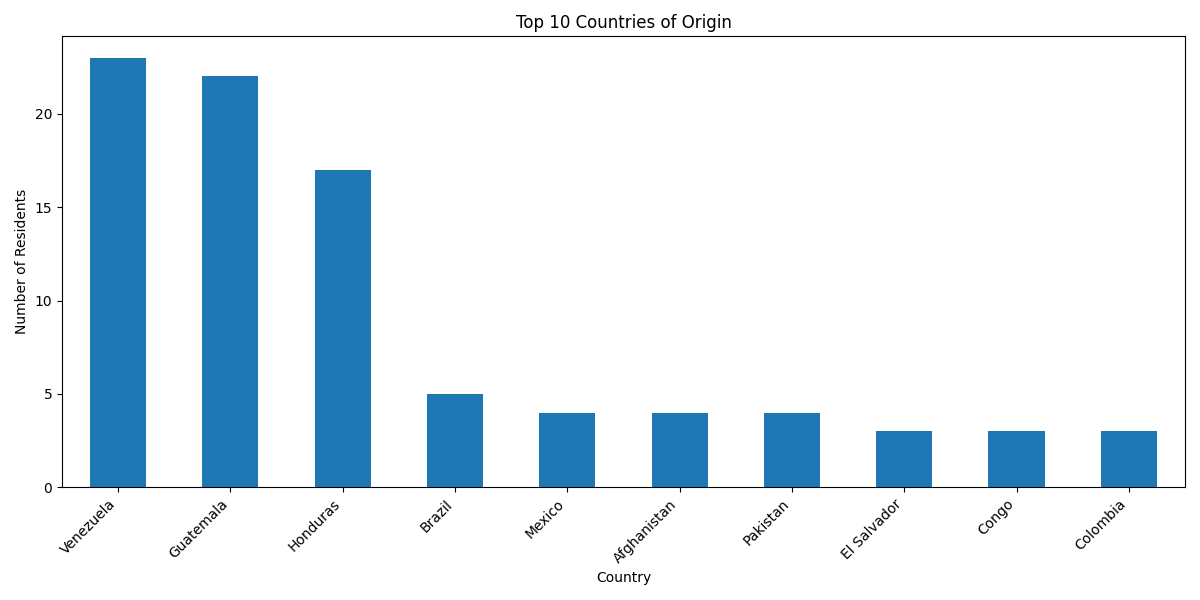 Top 10 Countries of Origin
Number of Residents
20
15
10
5
0
Venezuela
Guatemala
Honduras
Brazil
Mexico
Afghanistan
Pakistan
El Salvador
Congo
Colombia
Country